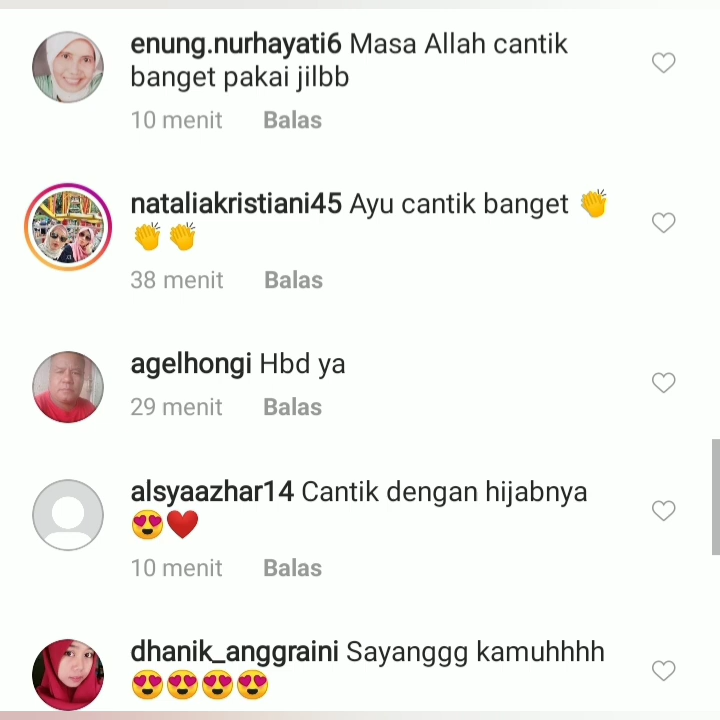 enung.nurhayati6 Masa Allah cantik
banget pakai jilbb
10 menit Balas
nataliakristiani45 Ayu cantik banget 👏
👏👏
38 menit Balas
agelhongi Hbd ya
29 menit Balas
alsyaazhar14 Cantik dengan hijabnya
😍❤️
10 menit Balas
dhanik_anggraini Sayanggg kamuhhhh
😍😍😍😍